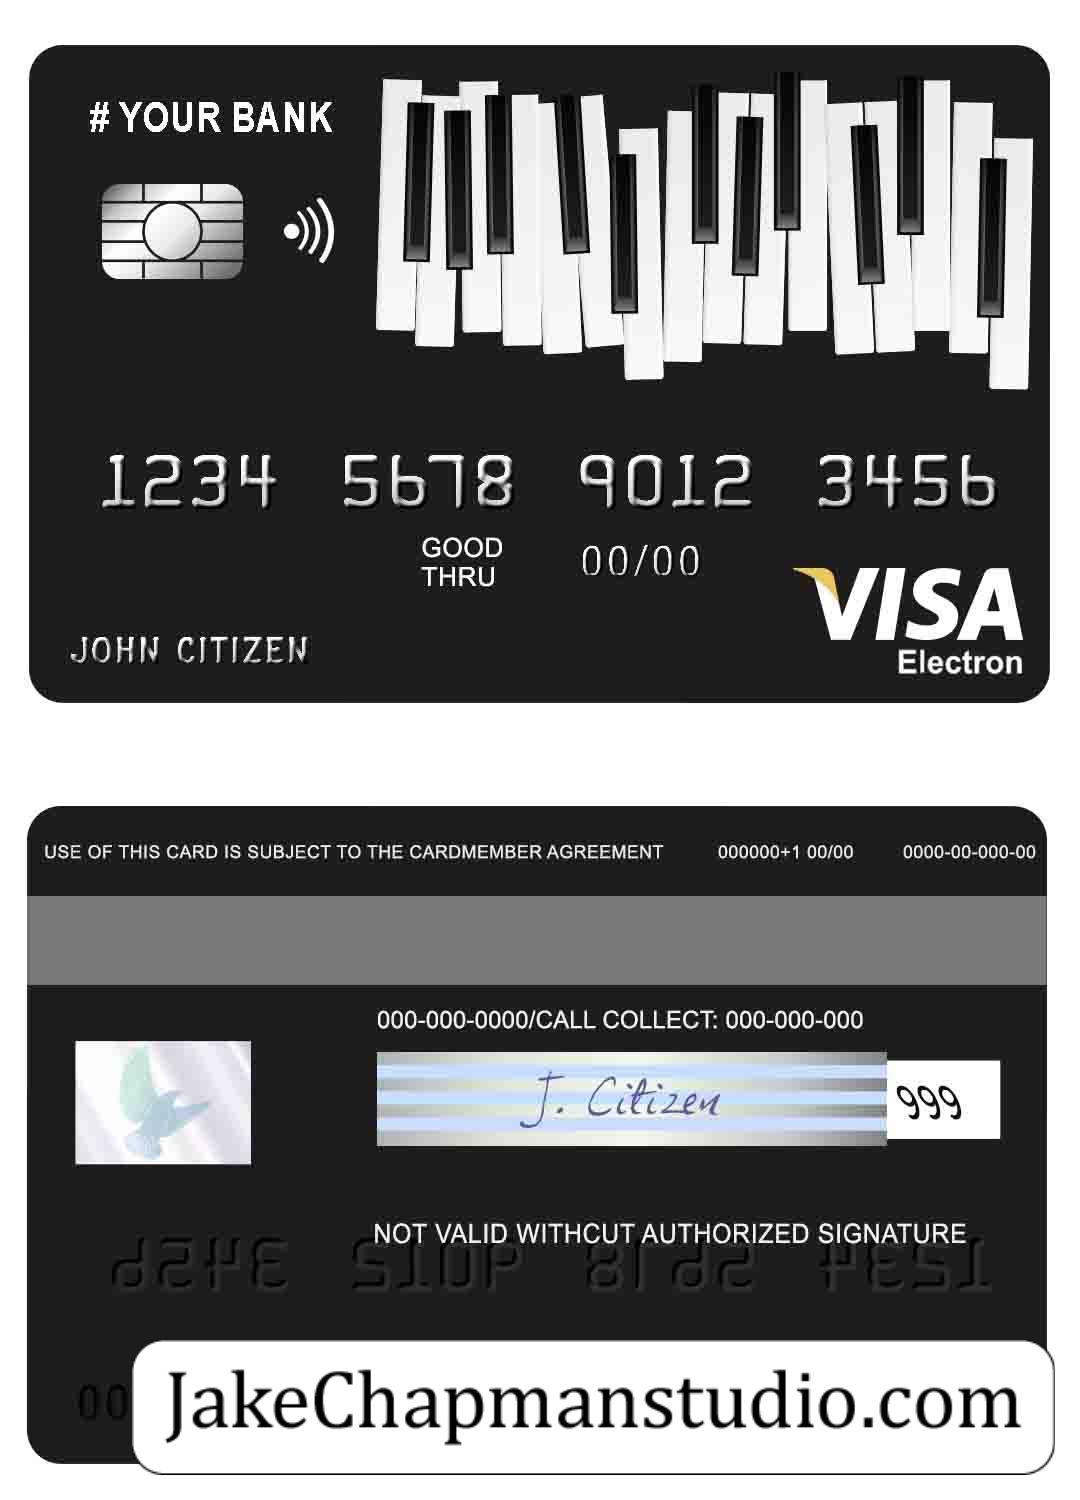 # YOUR BANK
1234 5678 9012 3456
GOOD
THRU
00/00
VISA
Electron
JOHN CITIZEN
USE OF THIS CARD IS SUBJECT TO THE CARDMEMBER AGREEMENT 000000+1 00/00 0000-00-000-00
000-000-0000/CALL COLLECT: 000-000-000
J. Citizen
999
NOT VALID WITHCUT AUTHORIZED SIGNATURE
00
JakeChapmanstudio.com